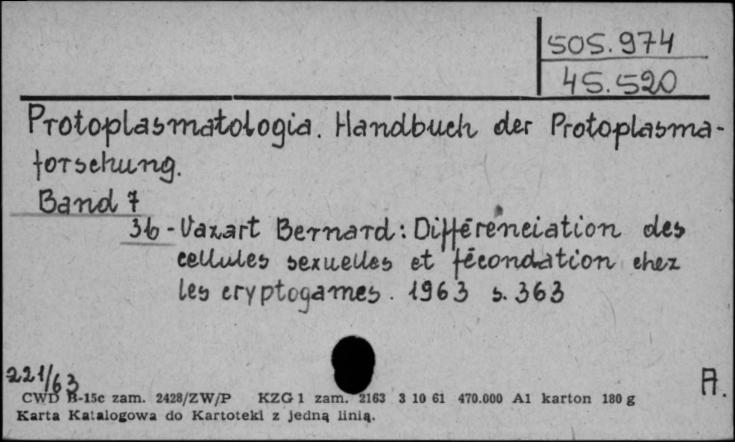 505.974
45.520
Protoplasmatologia. Handbuch der Protoplasma-
forschung.
Band 7
3b - Vazart Bernard: Différenciation des
cellules sexuelles et fécondation chez
les cryptogames. 1963 s. 363
221/63
A.
CWD B-15c zam. 2428/ZW/P KZG 1 zam. 2163 3 10 61 470.000 A1 karton 180 g
Karta Katalogowa do Kartoteki z jedną linią.